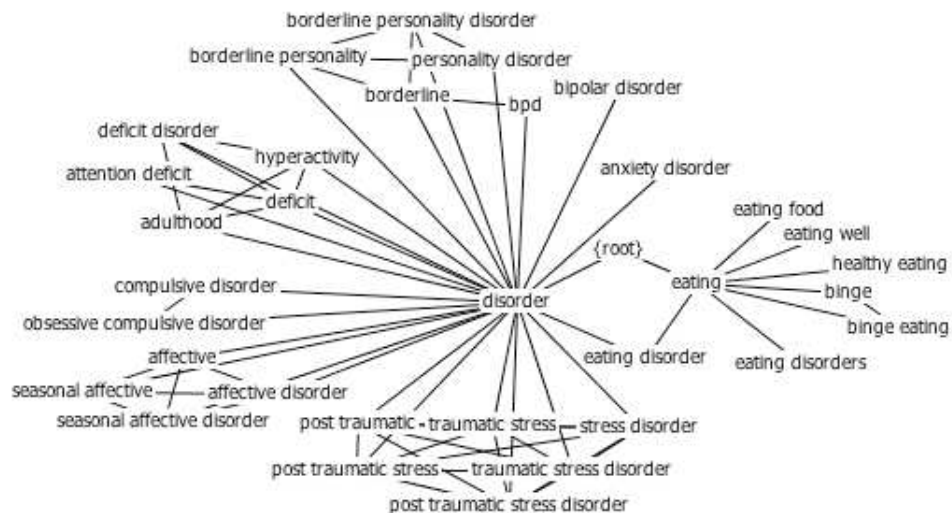 borderline personality disorder
borderline personality
personality disorder
bipolar disorder
borderline
bpd
deficit disorder
hyperactivity
attention deficit
anxiety disorder
deficit
adulthood
eating food
eating well
{root}
healthy eating
eating
compulsive disorder
binge
disorder
obsessive compulsive disorder
binge eating
affective
eating disorder
eating disorders
seasonal affective
affective disorder
seasonal affective disorder
post traumatic
traumatic stress
stress disorder
post traumatic stress
traumatic stress disorder
post traumatic stress disorder